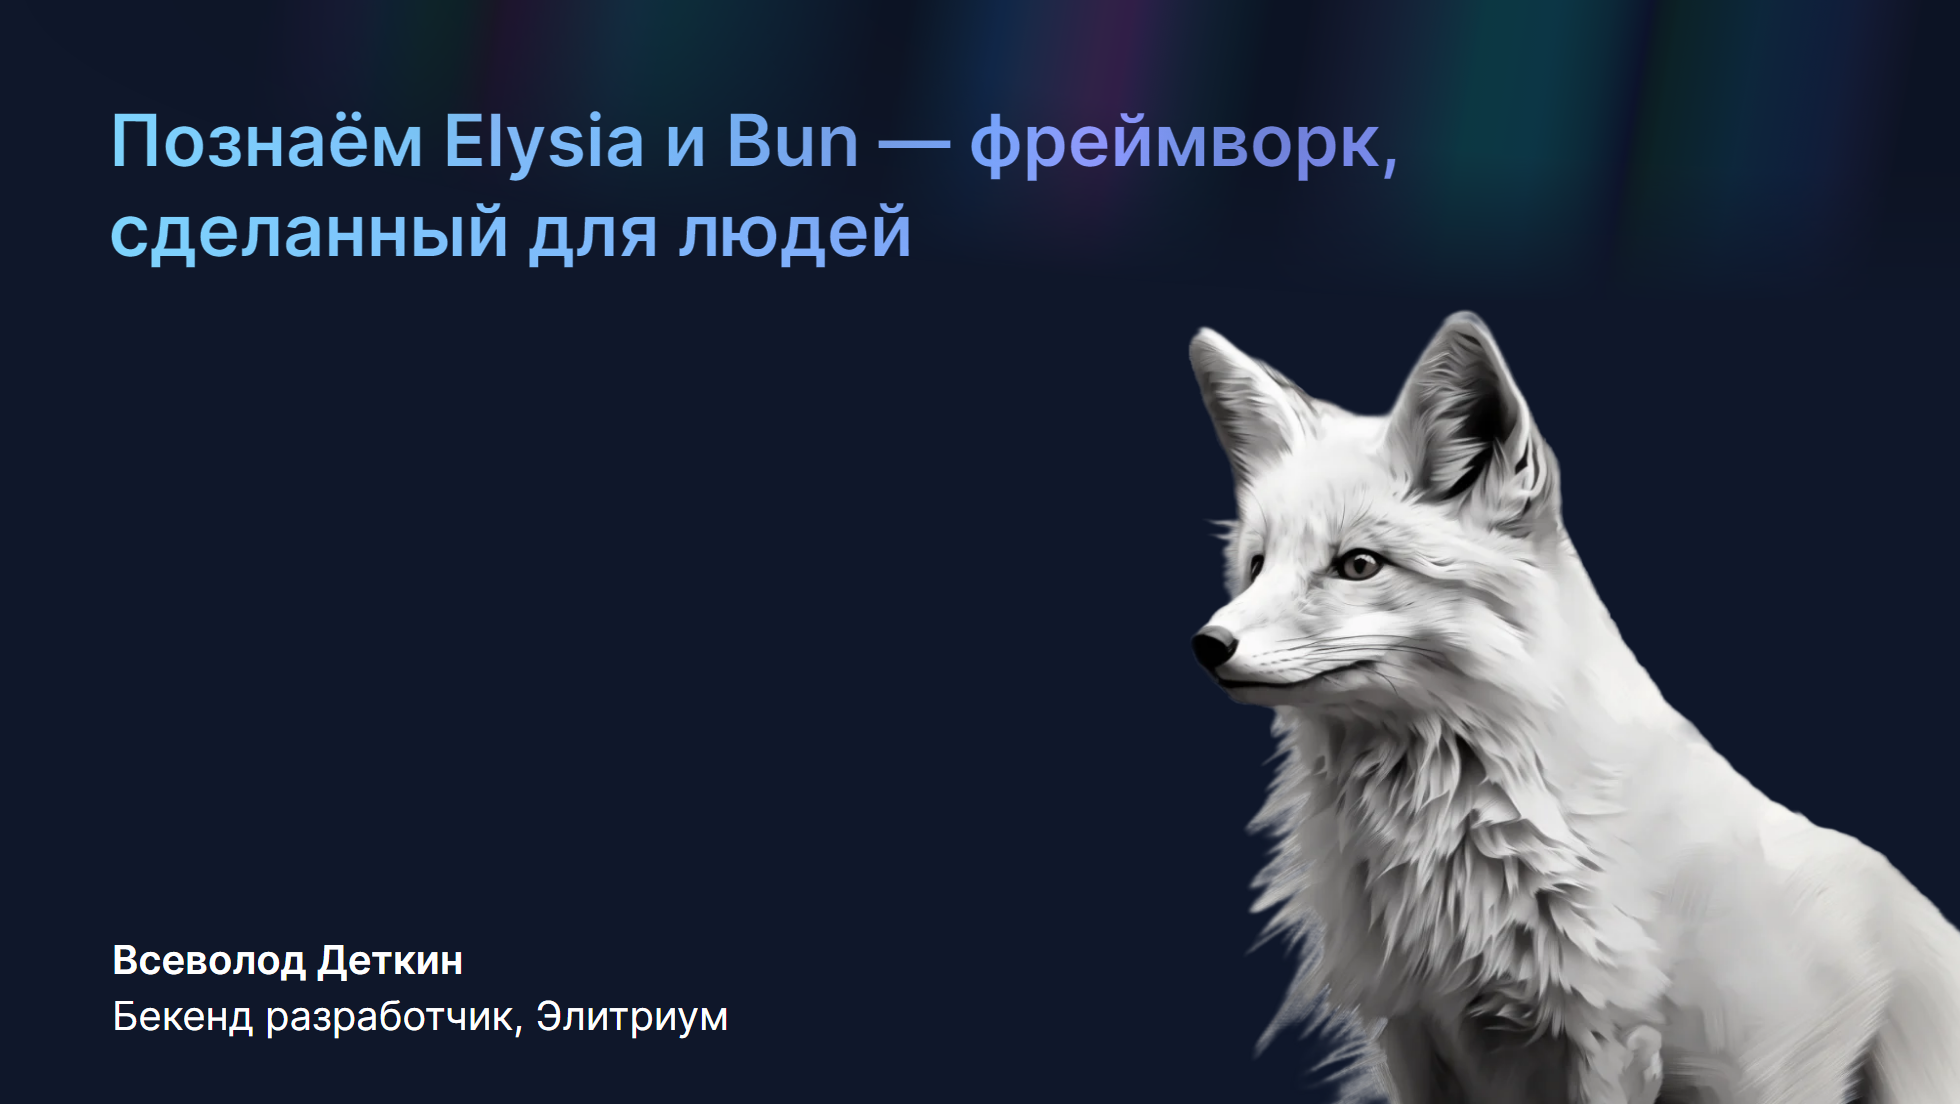 Познаём Elysia и Bun — фреймворк,
сделанный для людей
Всеволод Деткин
Бекенд разработчик, Элитриум